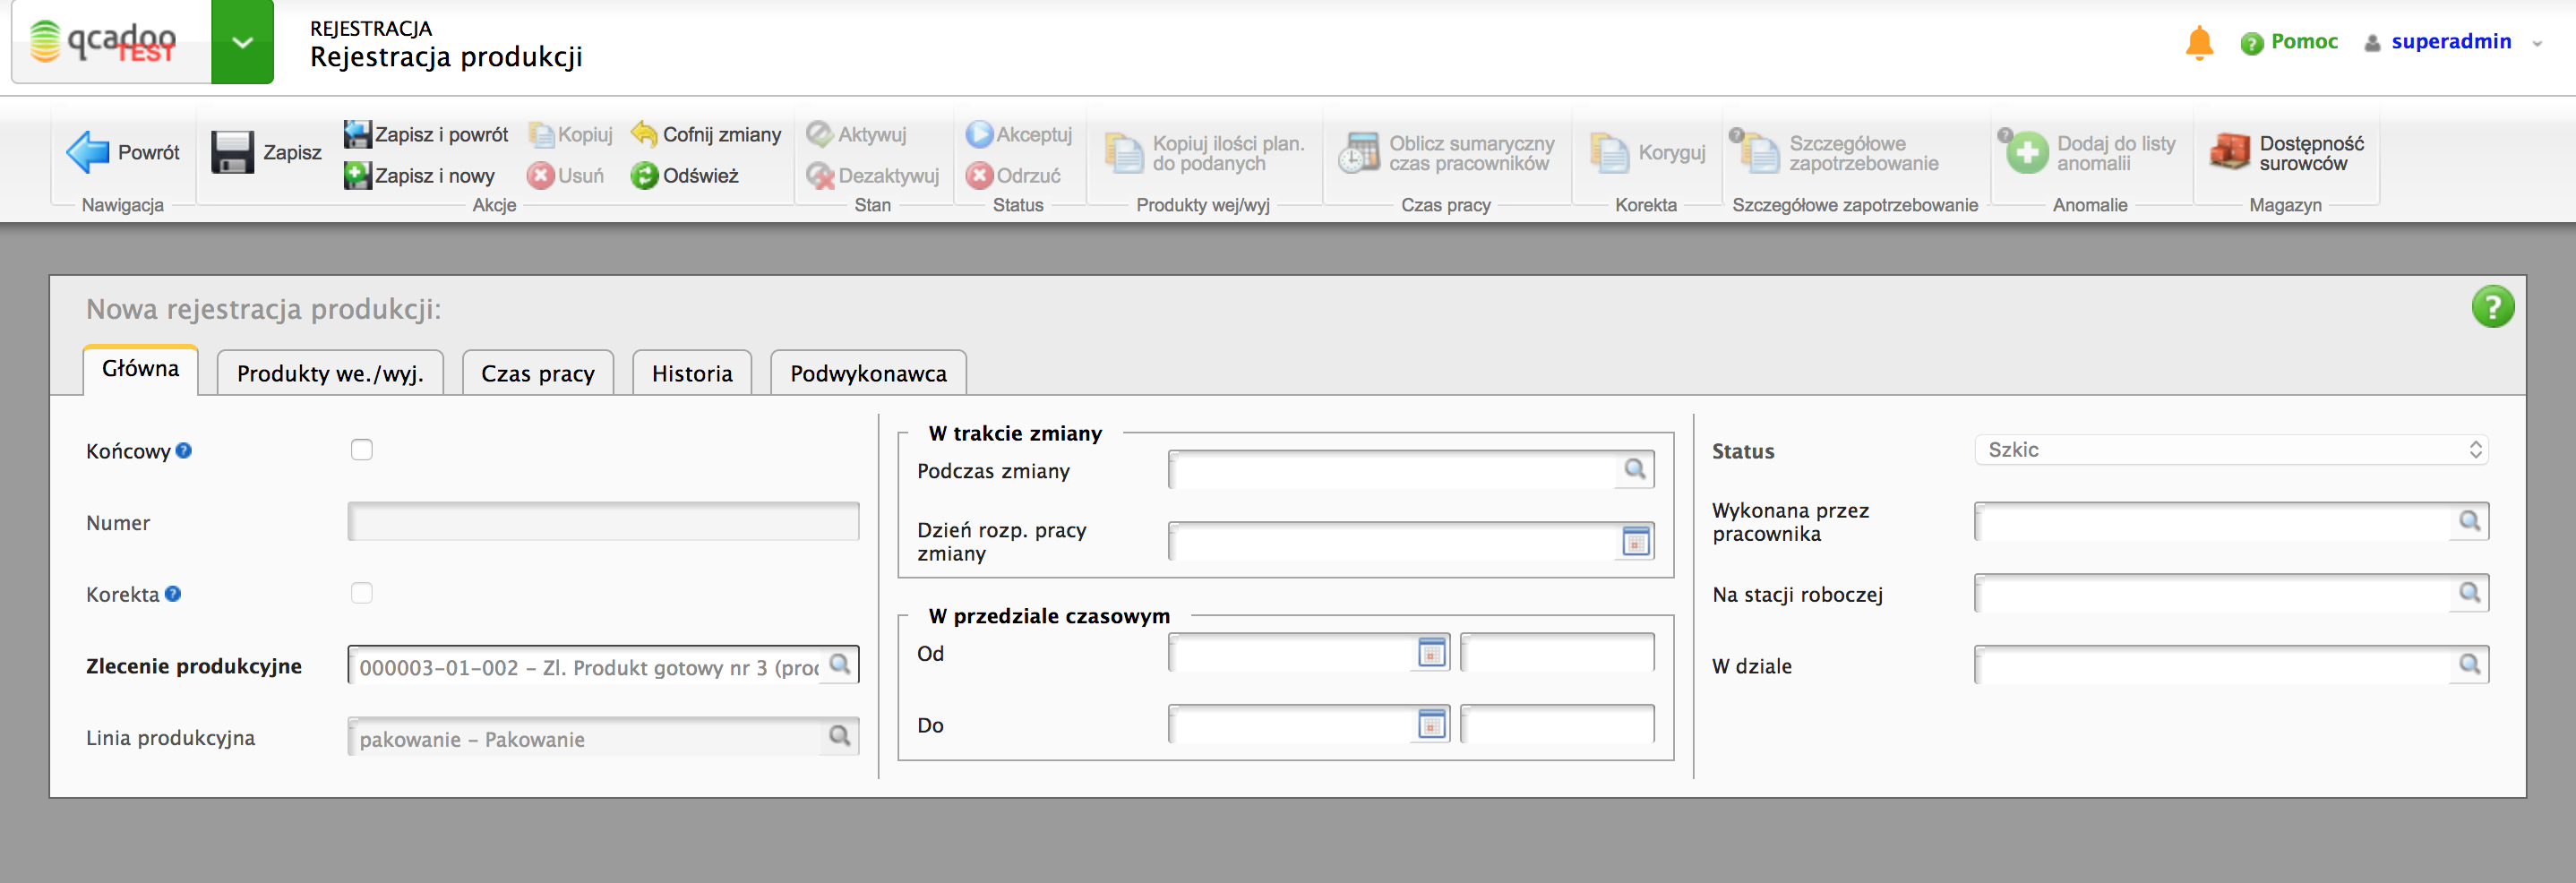 qcadoo
TEST
REJESTRACJA
Rejestracja produkcji
Pomoc
superadmin
Powrót
Nawigacja
Zapisz
Zapisz i powrót
Kopiuj
Cofnij zmiany
Zapisz i nowy
Usuń
Odśwież
Akcje
Aktywuj
Dezaktywuj
Stan
Akceptuj
Odrzuć
Status
Kopiuj ilości plan.
do podanych
Produkty wej/wyj
Oblicz sumaryczny
czas pracowników
Czas pracy
Koryguj
Korekta
Szczegółowe
zapotrzebowanie
Szczegółowe zapotrzebowanie
Dodaj do listy
anomalii
Anomalie
Dostępność
surowców
Magazyn
Nowa rejestracja produkcji:
Główna
Produkty we./wyj.
Czas pracy
Historia
Podwykonawca
Końcowy
Numer
Korekta
Zlecenie produkcyjne
000003-01-002 - Zl. Produkt gotowy nr 3 (proc
Linia produkcyjna
pakowanie - Pakowanie
W trakcie zmiany
Podczas zmiany
Dzień rozp. pracy
zmiany
W przedziale czasowym
Od
Do
Status
Szkic
Wykonana przez
pracownika
Na stacji roboczej
W dziale